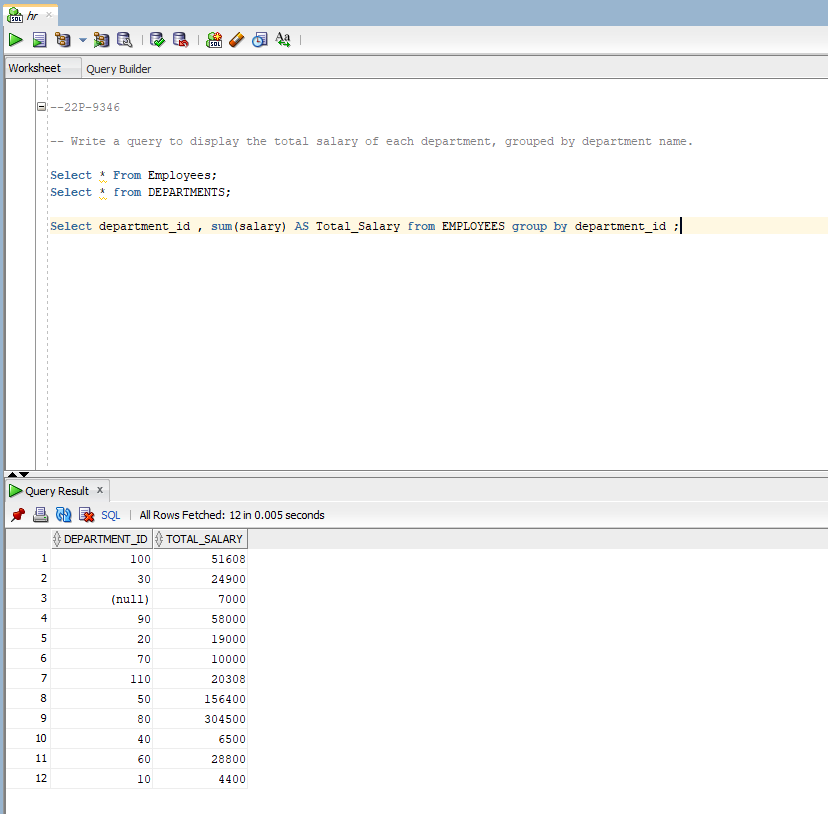 SQL hr ×
SQL Aa
Worksheet Query Builder
--22P-9346
-- Write a query to display the total salary of each department, grouped by department name.
Select * From Employees;
Select * from DEPARTMENTS;
Select department_id , sum(salary) AS Total_Salary from EMPLOYEES group by department_id ;
Query Result ×
SQL | All Rows Fetched: 12 in 0.005 seconds
DEPARTMENT_ID TOTAL_SALARY
1 100 51608
2 30 24900
3 (null) 7000
4 90 58000
5 20 19000
6 70 10000
7 110 20308
8 50 156400
9 80 304500
10 40 6500
11 60 28800
12 10 4400